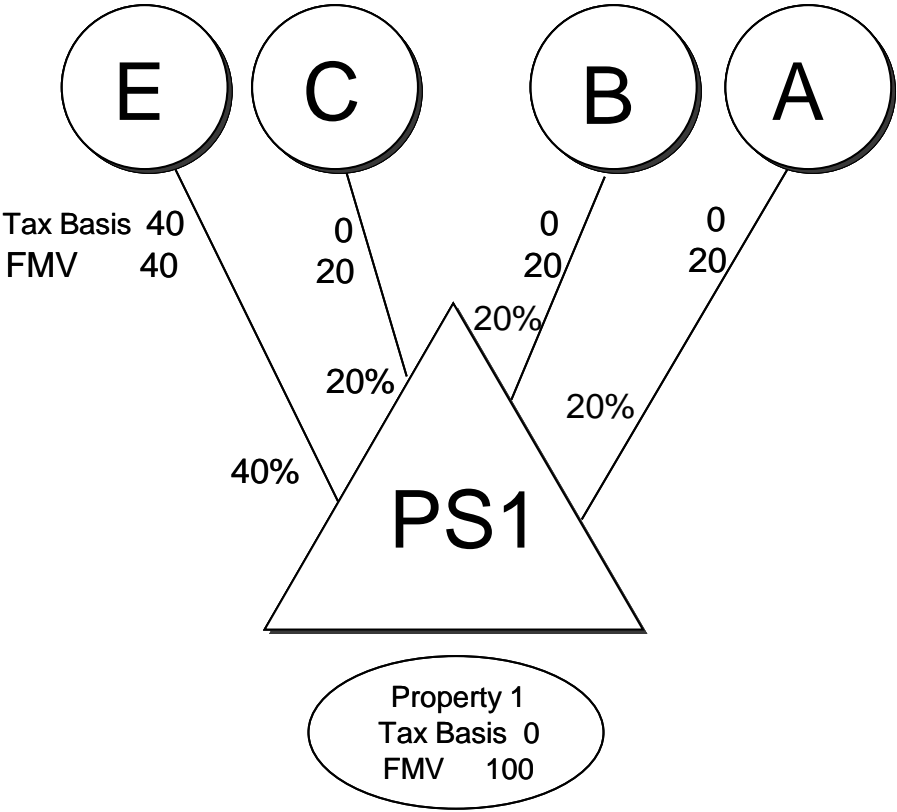 E C B A
Tax Basis 40 0 0 0
FMV 40 20 20 20
20%
20%
20%
40%
PS1
Property 1
Tax Basis 0
FMV 100